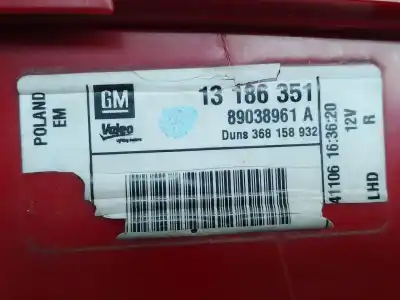 POLAND
EM
GM
Valeo
13 186 351
89038961 A
Duns 368 158 932
41106 16:36:20
12V
R
LHD